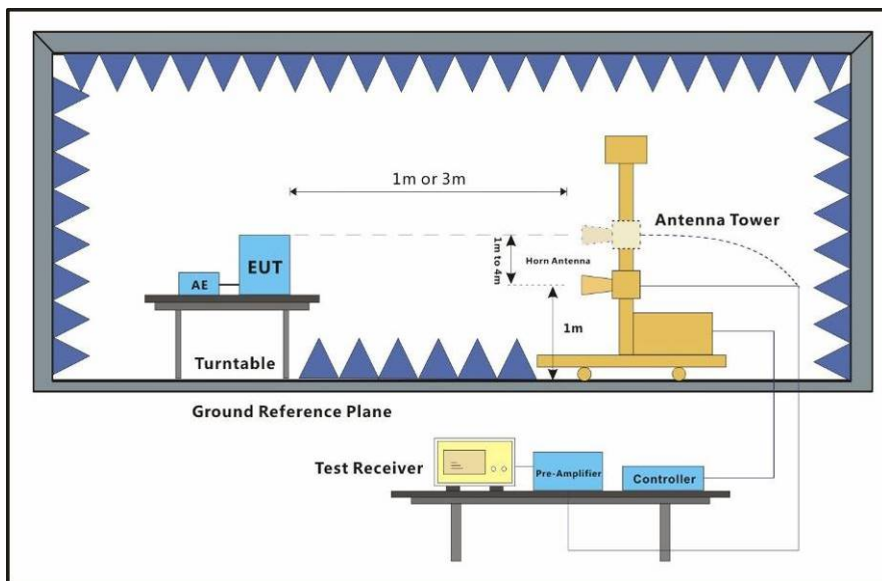 1m or 3m
Antenna Tower
1m to 4m
Horn Antenna
EUT
AE
1m
Turntable
Ground Reference Plane
Test Receiver
Pre-Amplifier
Controller